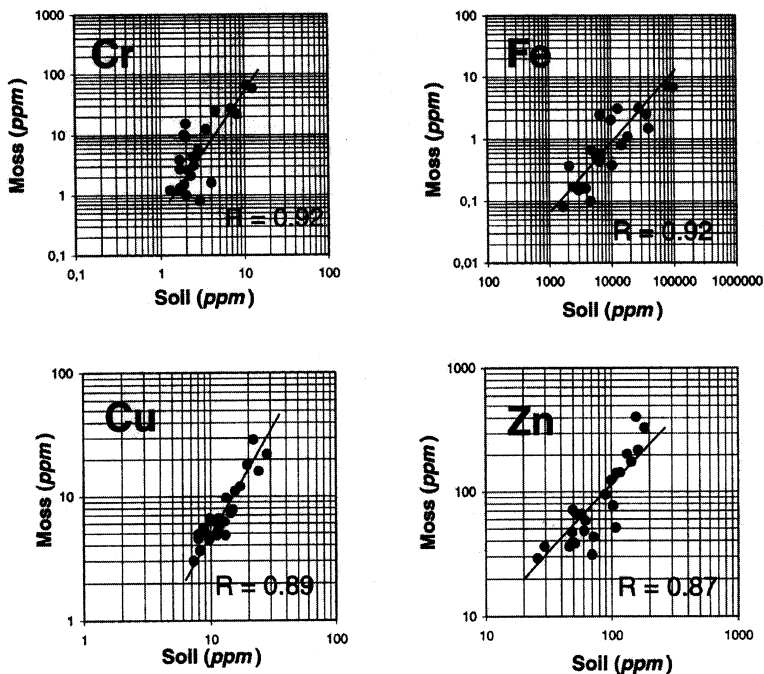 Cr
1000
100
10
1
0,1
Moss (ppm)
R = 0.92
0,1
1
10
100
Soil (ppm)
Fe
100
10
1
0,1
0,01
Moss (ppm)
R = 0.92
100
1000
10000
100000
1000000
Soil (ppm)
Cu
100
10
1
Moss (ppm)
R = 0.89
1
10
100
Soil (ppm)
Zn
1000
100
10
Moss (ppm)
R = 0.87
10
100
1000
Soil (ppm)